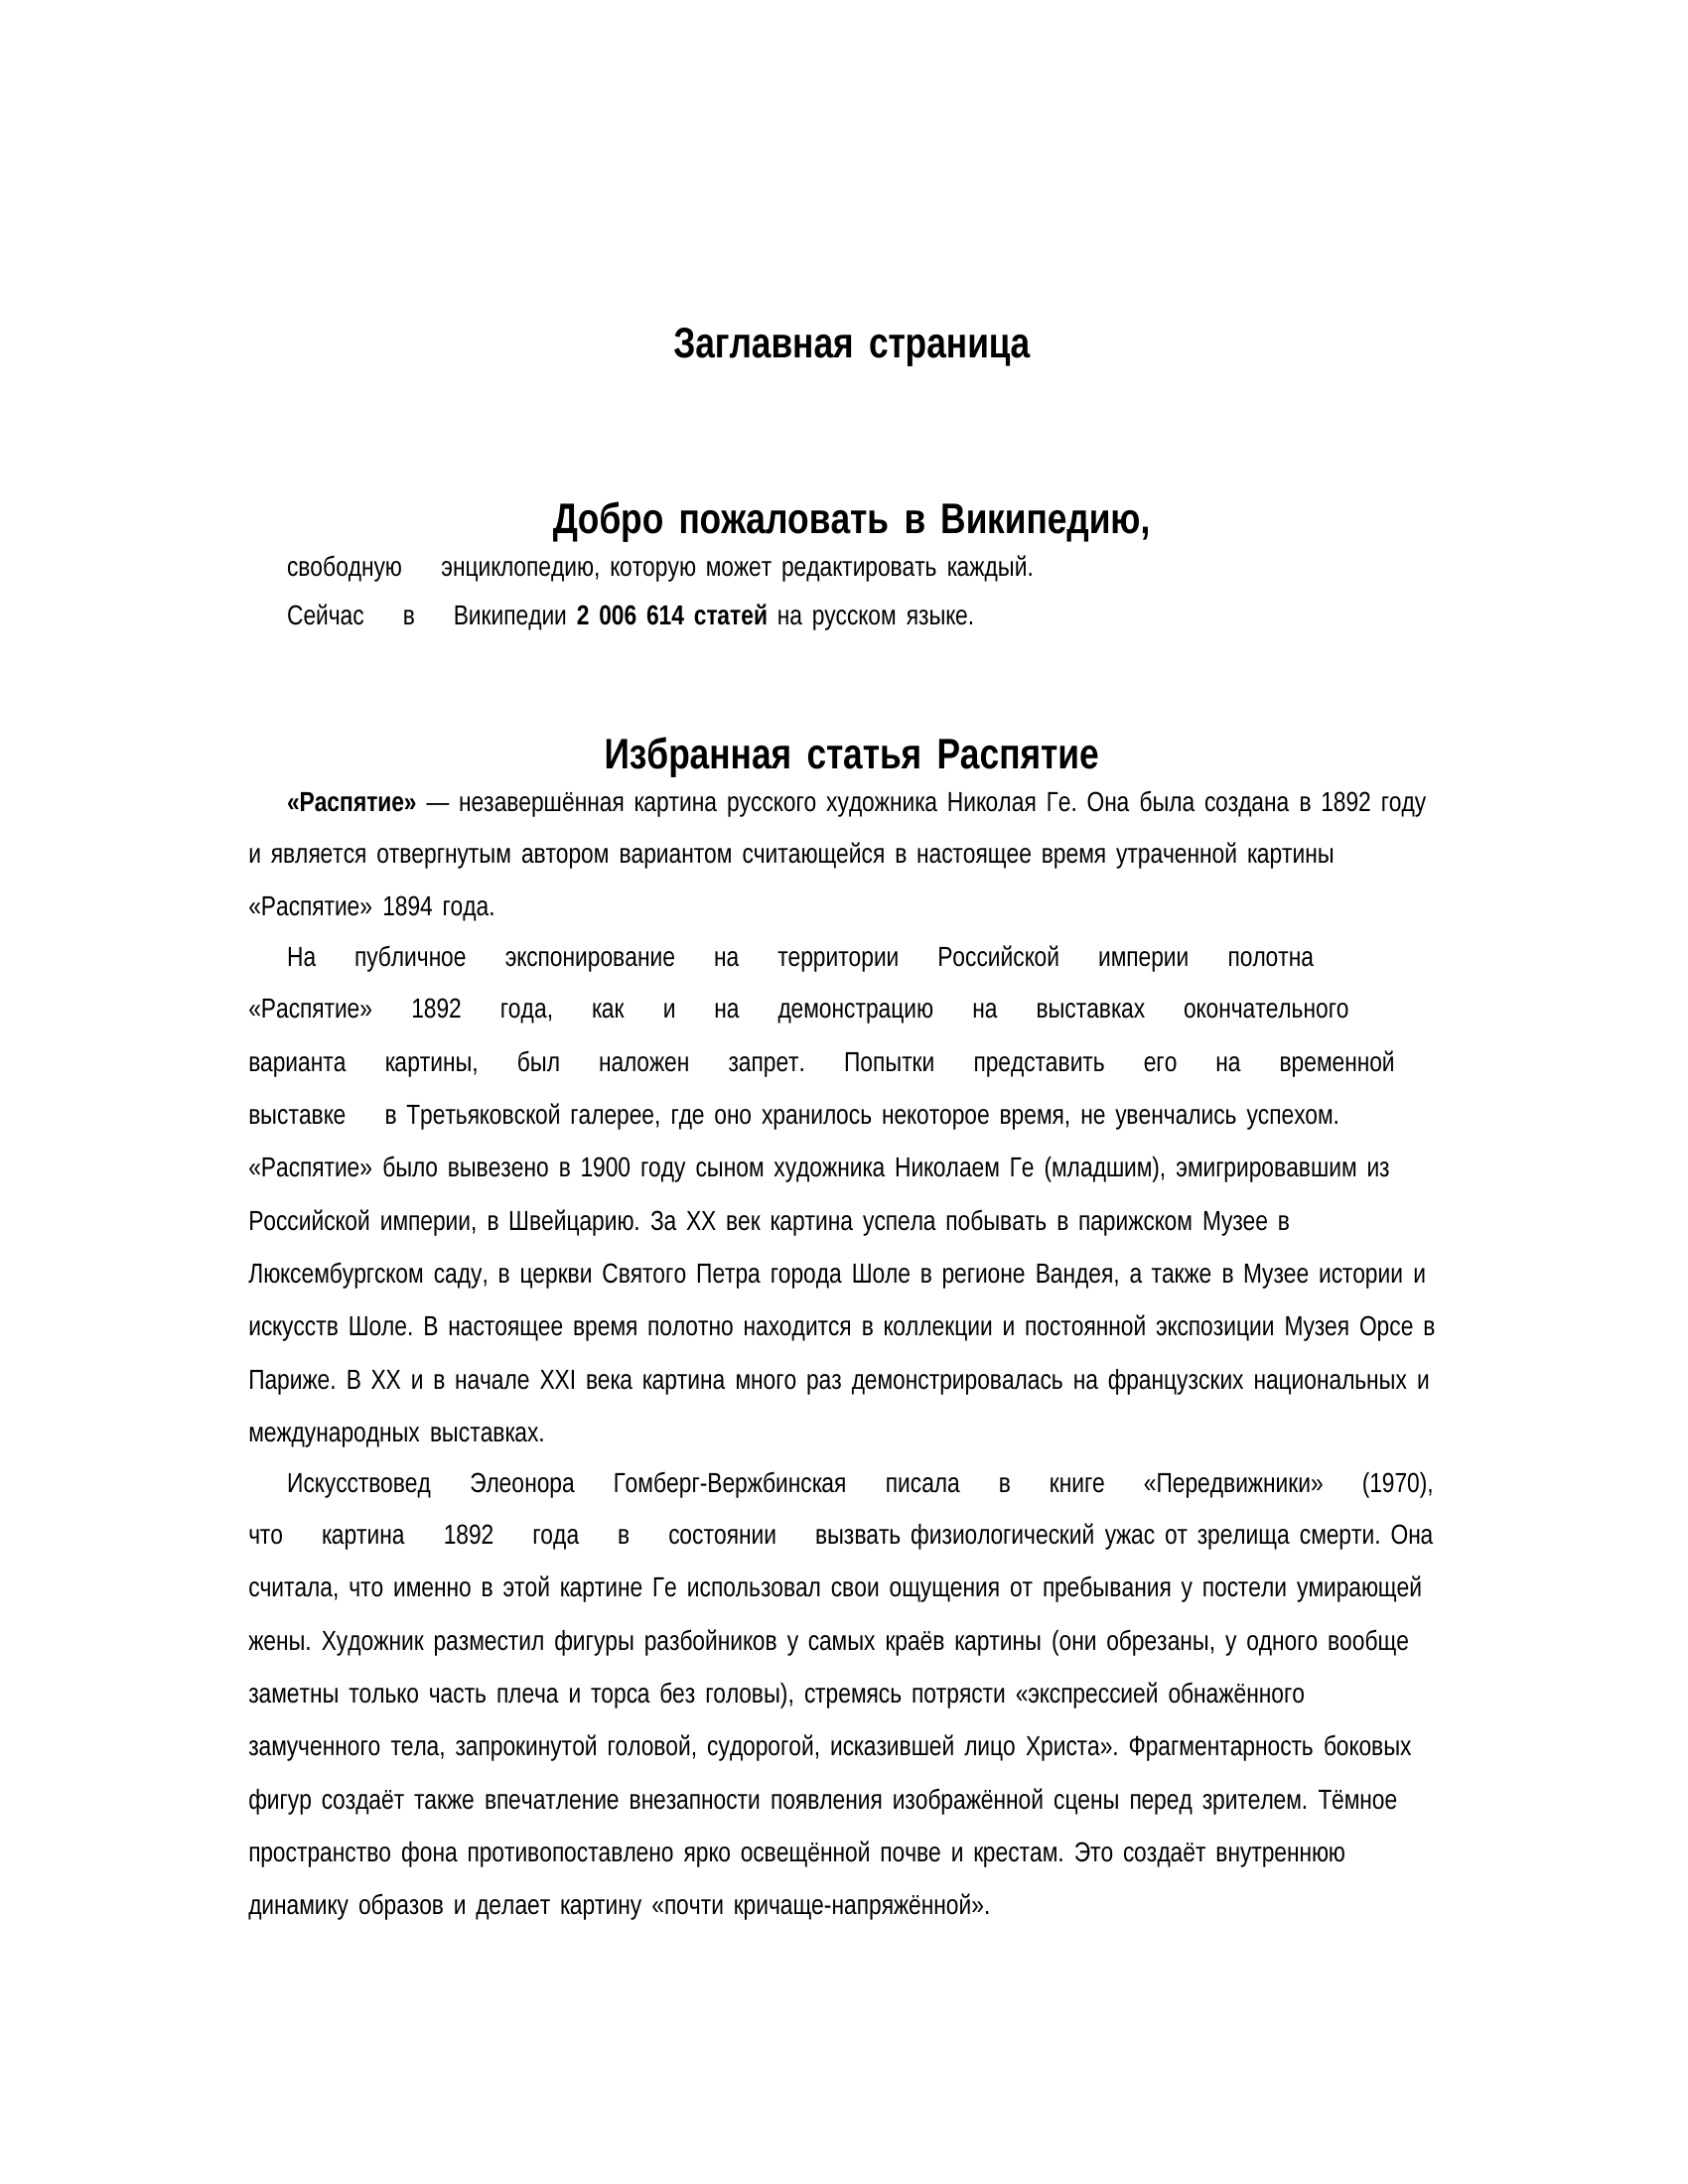 Заглавная страница
Добро пожаловать в Википедию,
свободную энциклопедию, которую может редактировать каждый.
Сейчас в Википедии 2 006 614 статей на русском языке.
Избранная статья Распятие
«Распятие» — незавершённая картина русского художника Николая Ге. Она была создана в 1892 году
и является отвергнутым автором вариантом считающейся в настоящее время утраченной картины
«Распятие» 1894 года.
На публичное экспонирование на территории Российской империи полотна
«Распятие» 1892 года, как и на демонстрацию на выставках окончательного
варианта картины, был наложен запрет. Попытки представить его на временной
выставке в Третьяковской галерее, где оно хранилось некоторое время, не увенчались успехом.
«Распятие» было вывезено в 1900 году сыном художника Николаем Ге (младшим), эмигрировавшим из
Российской империи, в Швейцарию. За XX век картина успела побывать в парижском Музее в
Люксембургском саду, в церкви Святого Петра города Шоле в регионе Вандея, а также в Музее истории и
искусств Шоле. В настоящее время полотно находится в коллекции и постоянной экспозиции Музея Орсе в
Париже. В XX и в начале XXI века картина много раз демонстрировалась на французских национальных и
международных выставках.
Искусствовед Элеонора Гомберг-Вержбинская писала в книге «Передвижники» (1970),
что картина 1892 года в состоянии вызвать физиологический ужас от зрелища смерти. Она
считала, что именно в этой картине Ге использовал свои ощущения от пребывания у постели умирающей
жены. Художник разместил фигуры разбойников у самых краёв картины (они обрезаны, у одного вообще
заметны только часть плеча и торса без головы), стремясь потрясти «экспрессией обнажённого
замученного тела, запрокинутой головой, судорогой, исказившей лицо Христа». Фрагментарность боковых
фигур создаёт также впечатление внезапности появления изображённой сцены перед зрителем. Тёмное
пространство фона противопоставлено ярко освещённой почве и крестам. Это создаёт внутреннюю
динамику образов и делает картину «почти кричаще-напряжённой».